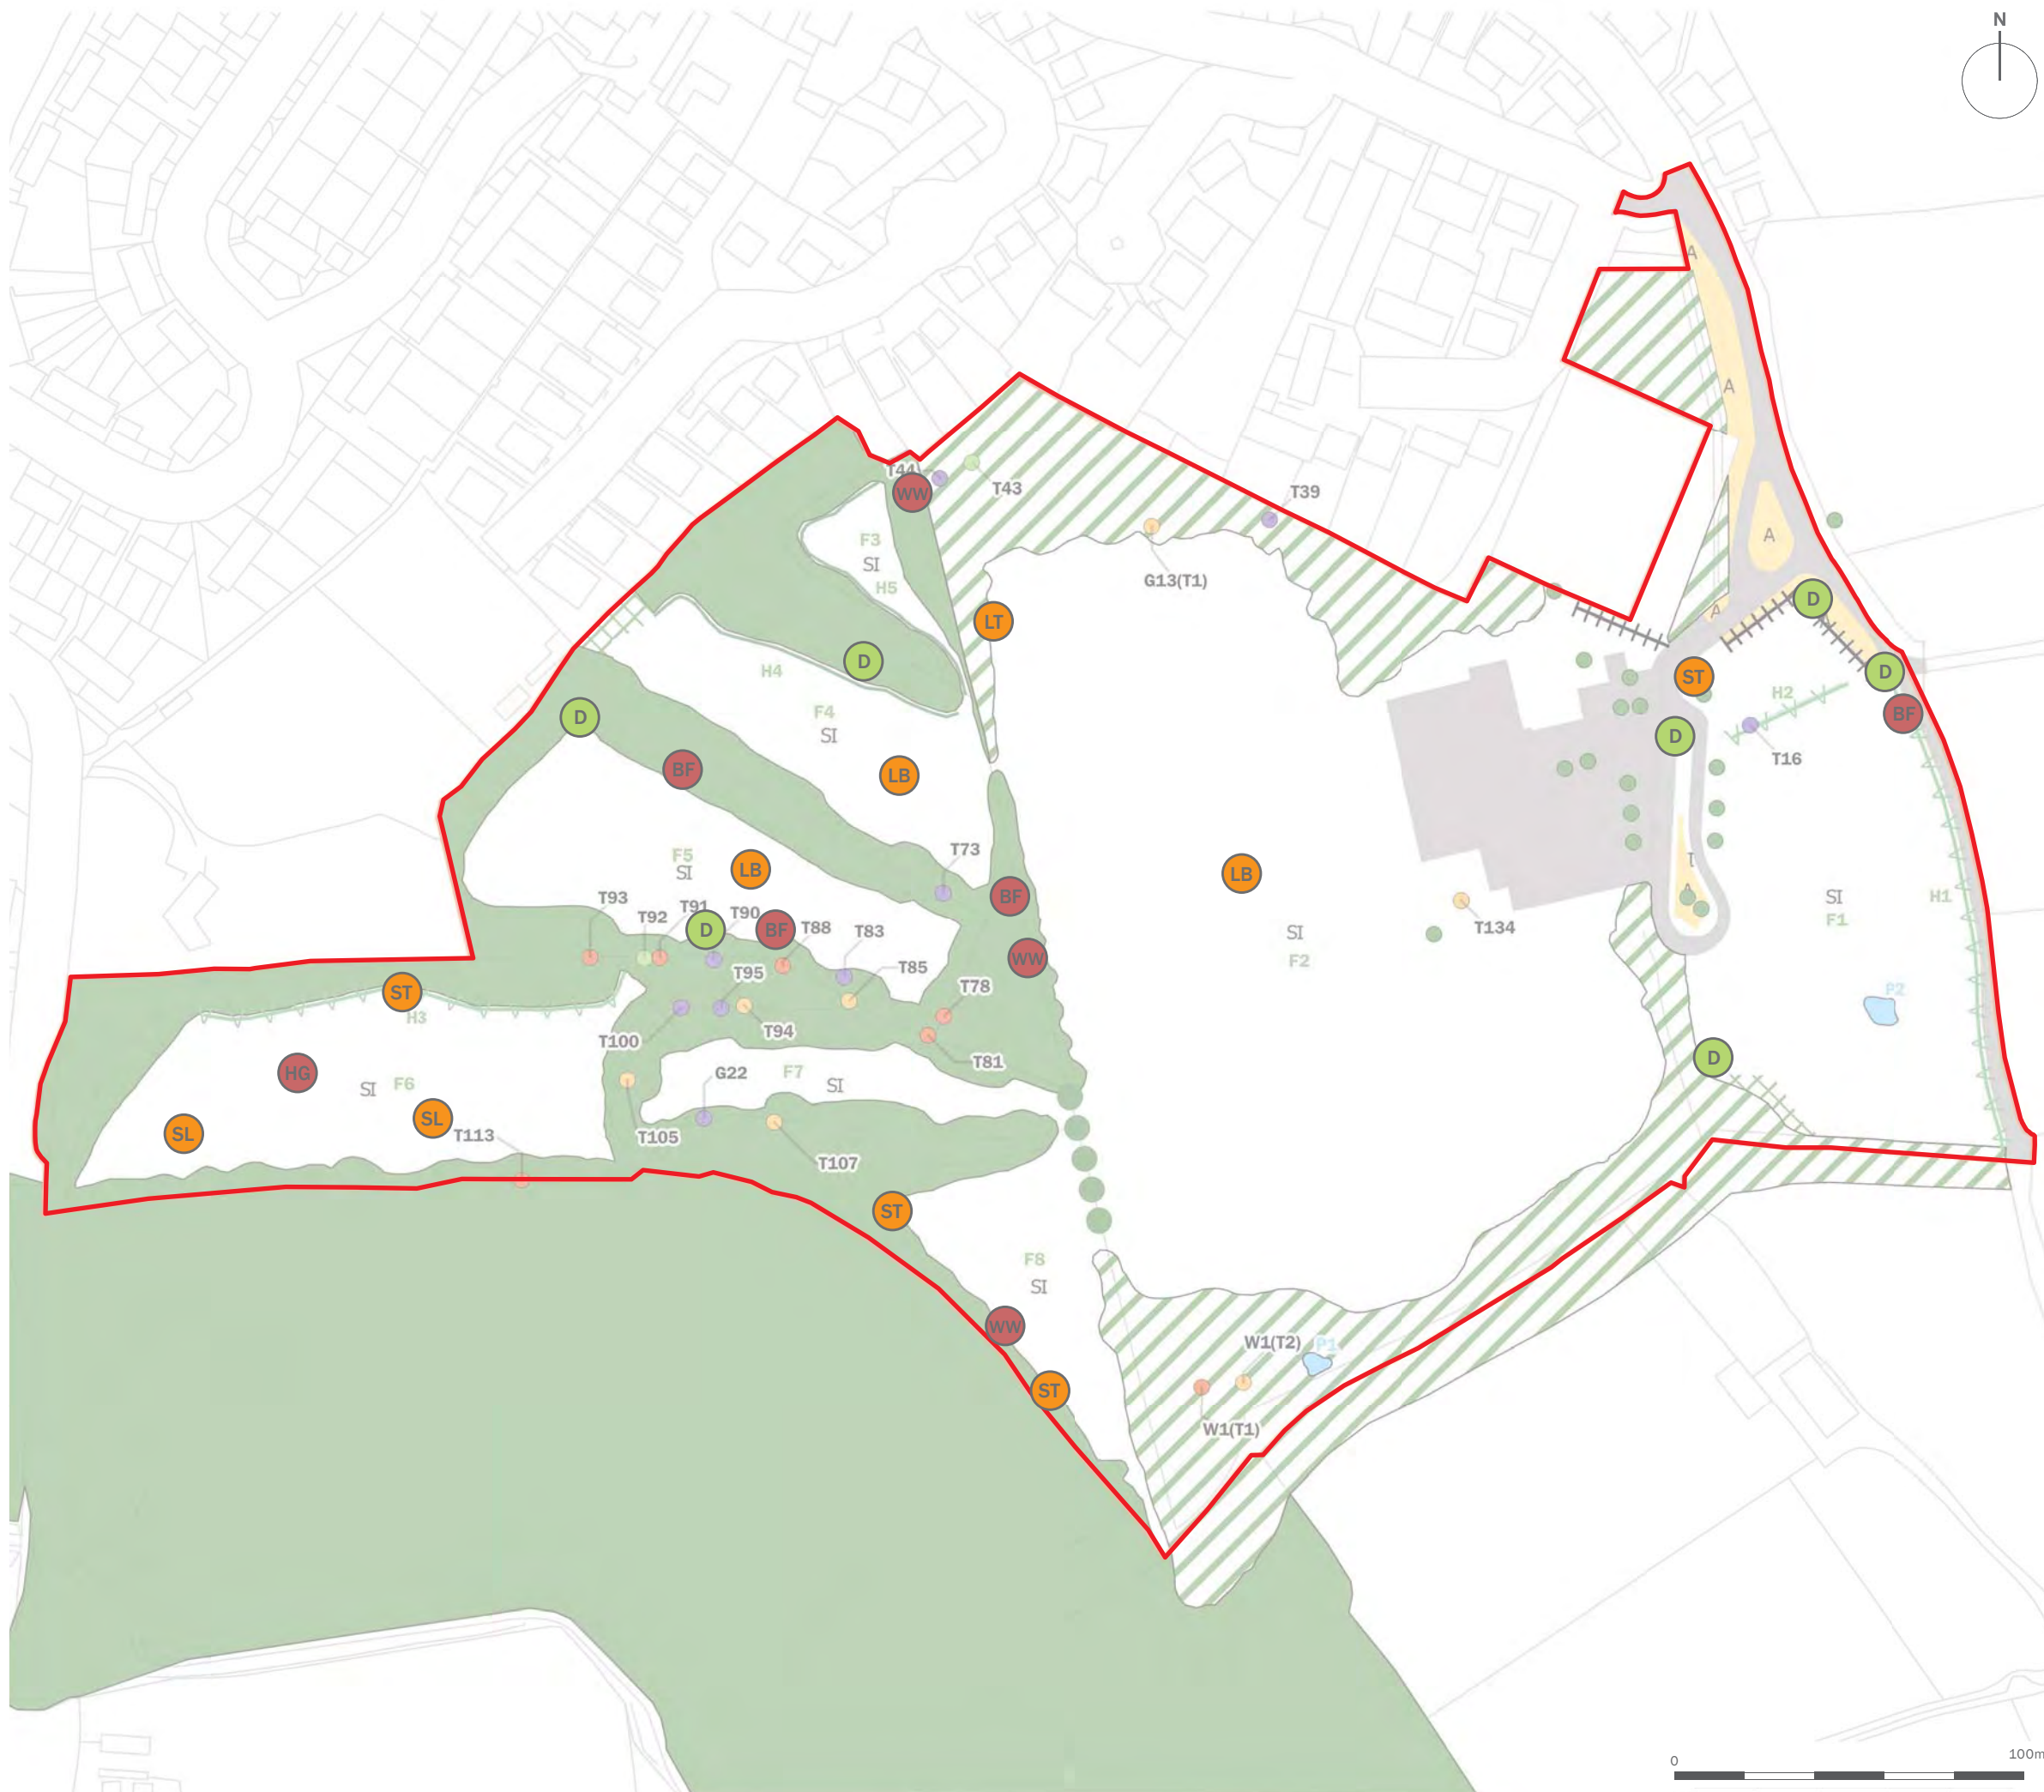 N
A
A
T44
WW
T43
T39
A
F3
SI
H5
G13(T1)
D
A
LT
D
H4
ST
D
H2
BF
F4
SI
D
D
T16
BF
LB
T73
F5
SI
LB
LB
I
A
BF
T93
T92
T91
T90
D
BF
T88
T83
SI
F1
H1
T134
SI
F2
WW
T85
T95
T78
ST
H3
P2
T94
T100
T81
D
HG
SI
F6
G22
F7
SI
SL
SL
T113
T105
T107
ST
F8
SI
WW
W1(T2)
P1
ST
W1(T1)
0
100m